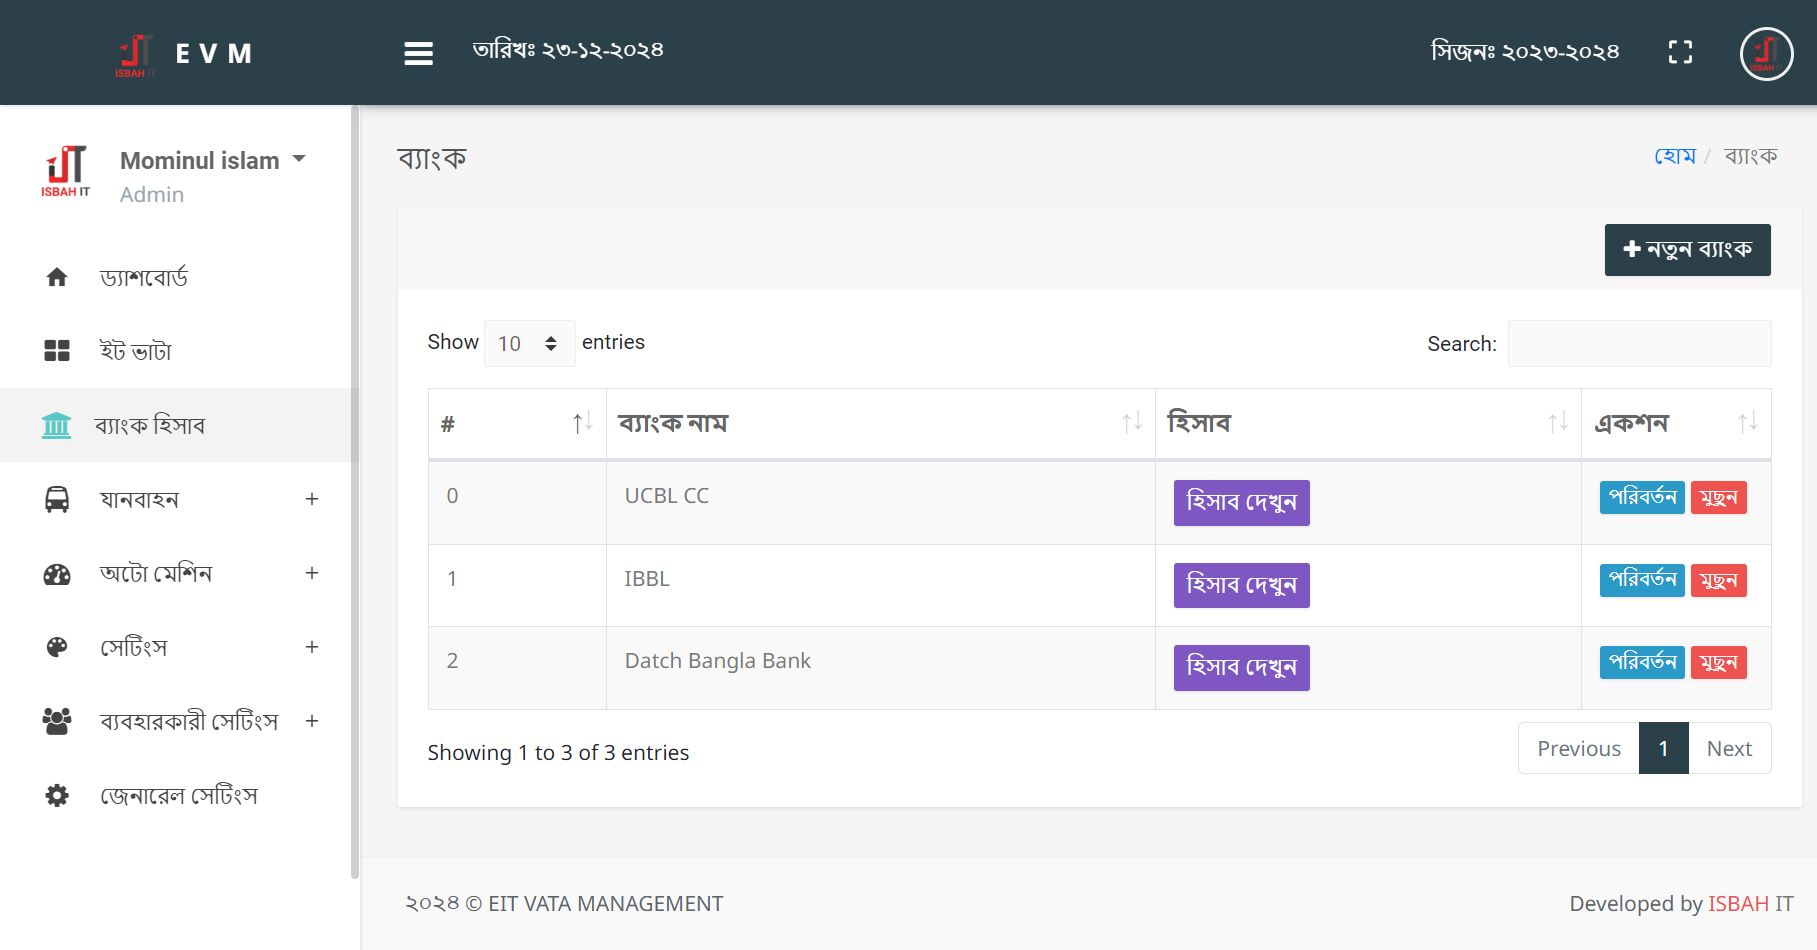 ISBAH IT
E V M
তারিখঃ ২৩-১২-২০২৪
সিজনঃ ২০২৩-২০২৪
ISBAH IT
ISBAH IT
Mominul islam
Admin
ড্যাশবোর্ড
ইট ভাটা
ব্যাংক হিসাব
যানবাহন +
অটো মেশিন +
সেটিংস +
ব্যবহারকারী সেটিংস +
জেনারেল সেটিংস
ব্যাংক
হোম / ব্যাংক
নতুন ব্যাংক
Show 10 entries
Search:
# ব্যাংক নাম হিসাব একশন
0 UCBL CC হিসাব দেখুন পরিবর্তন মুছুন
1 IBBL হিসাব দেখুন পরিবর্তন মুছুন
2 Datch Bangla Bank হিসাব দেখুন পরিবর্তন মুছুন
Showing 1 to 3 of 3 entries
Previous 1 Next
২০২৪ © EIT VATA MANAGEMENT
Developed by ISBAH IT